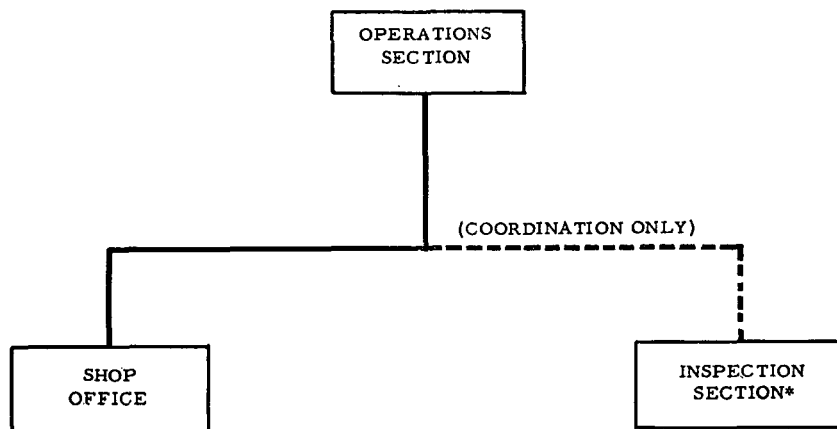 OPERATIONS
SECTION
(COORDINATION ONLY)
SHOP
OFFICE
INSPECTION
SECTION*